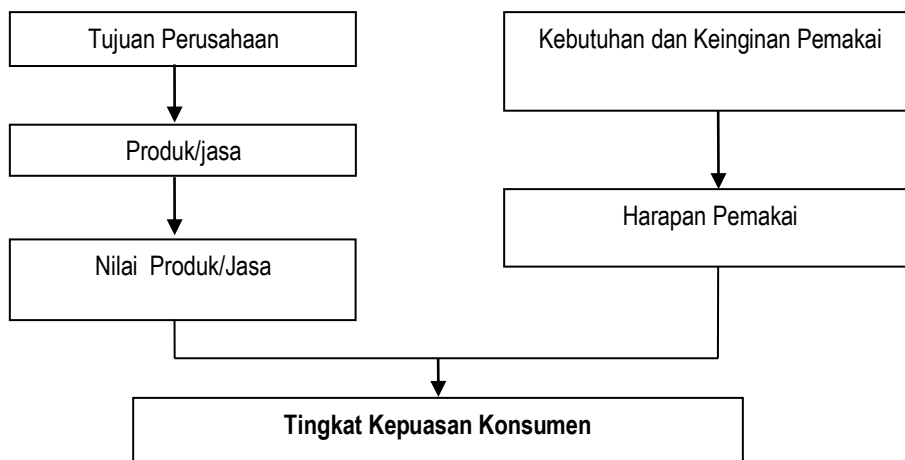 Tujuan Perusahaan
Kebutuhan dan Keinginan Pemakai
Produk/jasa
Harapan Pemakai
Nilai Produk/Jasa
Tingkat Kepuasan Konsumen